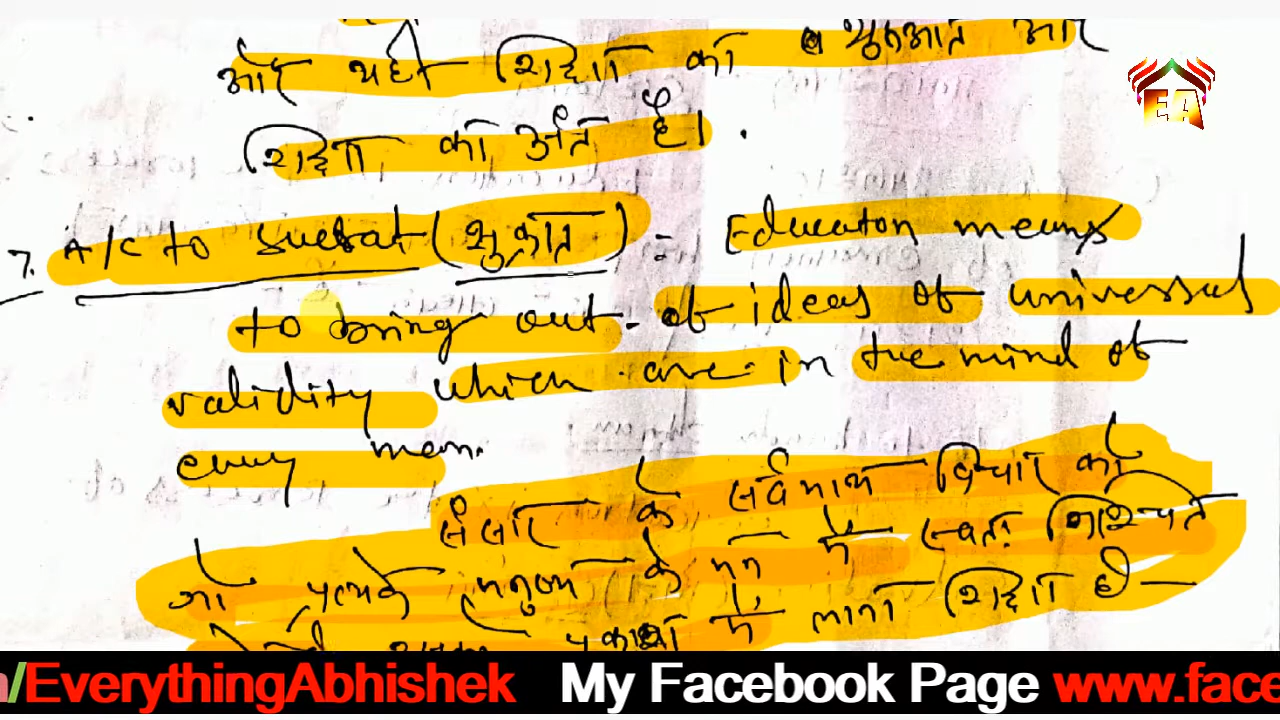 और यही शिक्षा का शुरुआत और
शिक्षा का अंत है।
EA
7. A/C to Sucrat (सुकरात) : Educaton means
to bring out of ideas of universal
validity which are in the mind of
every man.
संसार के सर्वमान्य विचार को
जो प्रत्येक मनुष्य के मन में स्वतः
में लाना शिक्षा है
/EverythingAbhishek My Facebook Page www.face